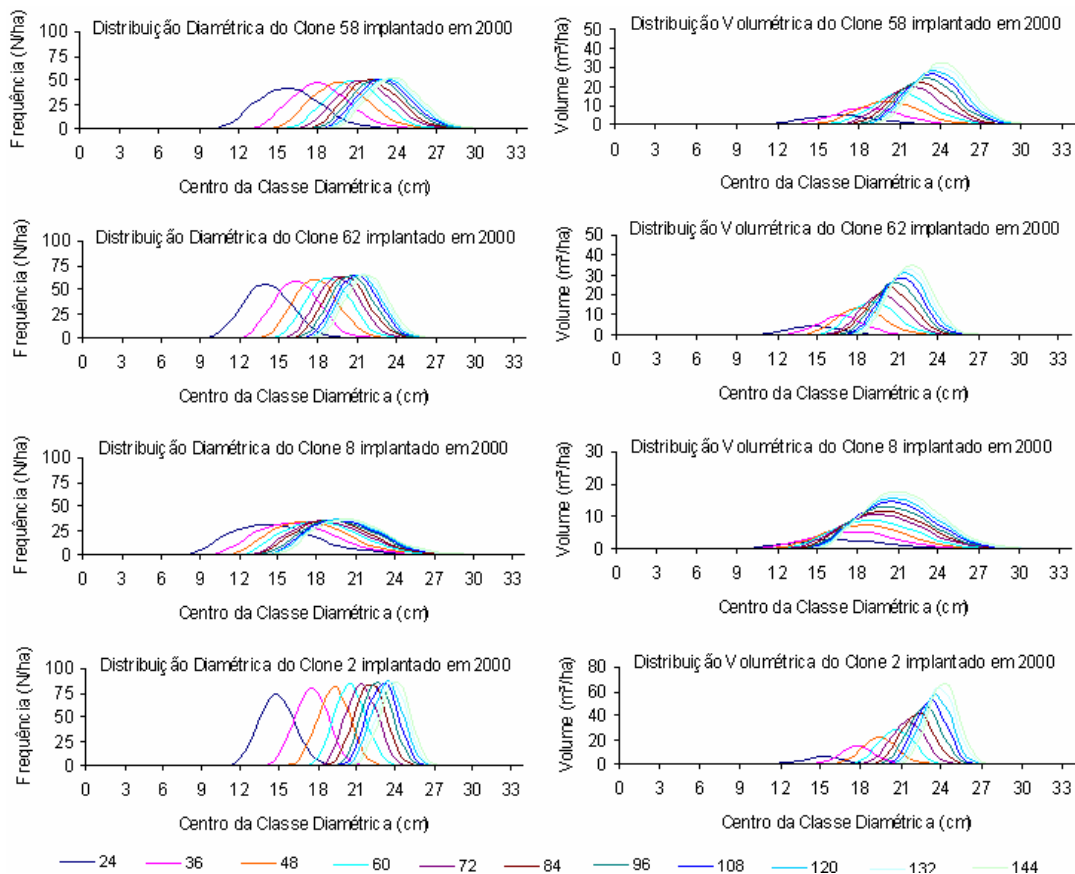 Distribuição Diamétrica do Clone 58 implantado em 2000
Frequência (N/ha)
100
75
50
25
0
0 3 6 9 12 15 18 21 24 27 30 33
Centro da Classe Diamétrica (cm)
Distribuição Volumétrica do Clone 58 implantado em 2000
Volume (m³/ha)
50
40
30
20
10
0
0 3 6 9 12 15 18 21 24 27 30 33
Centro da Classe Diamétrica (cm)
Distribuição Diamétrica do Clone 62 implantado em 2000
Frequência (N/ha)
100
75
50
25
0
0 3 6 9 12 15 18 21 24 27 30 33
Centro da Classe Diamétrica (cm)
Distribuição Volumétrica do Clone 62 implantado em 2000
Volume (m³/ha)
50
40
30
20
10
0
0 3 6 9 12 15 18 21 24 27 30 33
Centro da Classe Diamétrica (cm)
Distribuição Diamétrica do Clone 8 implantado em 2000
Frequência (N/ha)
100
75
50
25
0
0 3 6 9 12 15 18 21 24 27 30 33
Centro da Classe Diamétrica (cm)
Distribuição Volumétrica do Clone 8 implantado em 2000
Volume (m³/ha)
30
20
10
0
0 3 6 9 12 15 18 21 24 27 30 33
Centro da Classe Diamétrica (cm)
Distribuição Diamétrica do Clone 2 implantado em 2000
Frequência (N/ha)
100
75
50
25
0
0 3 6 9 12 15 18 21 24 27 30 33
Centro da Classe Diamétrica (cm)
Distribuição Volumétrica do Clone 2 implantado em 2000
Volume (m³/ha)
80
60
40
20
0
0 3 6 9 12 15 18 21 24 27 30 33
Centro da Classe Diamétrica (cm)
24 36 48 60 72 84 96 108 120 132 144